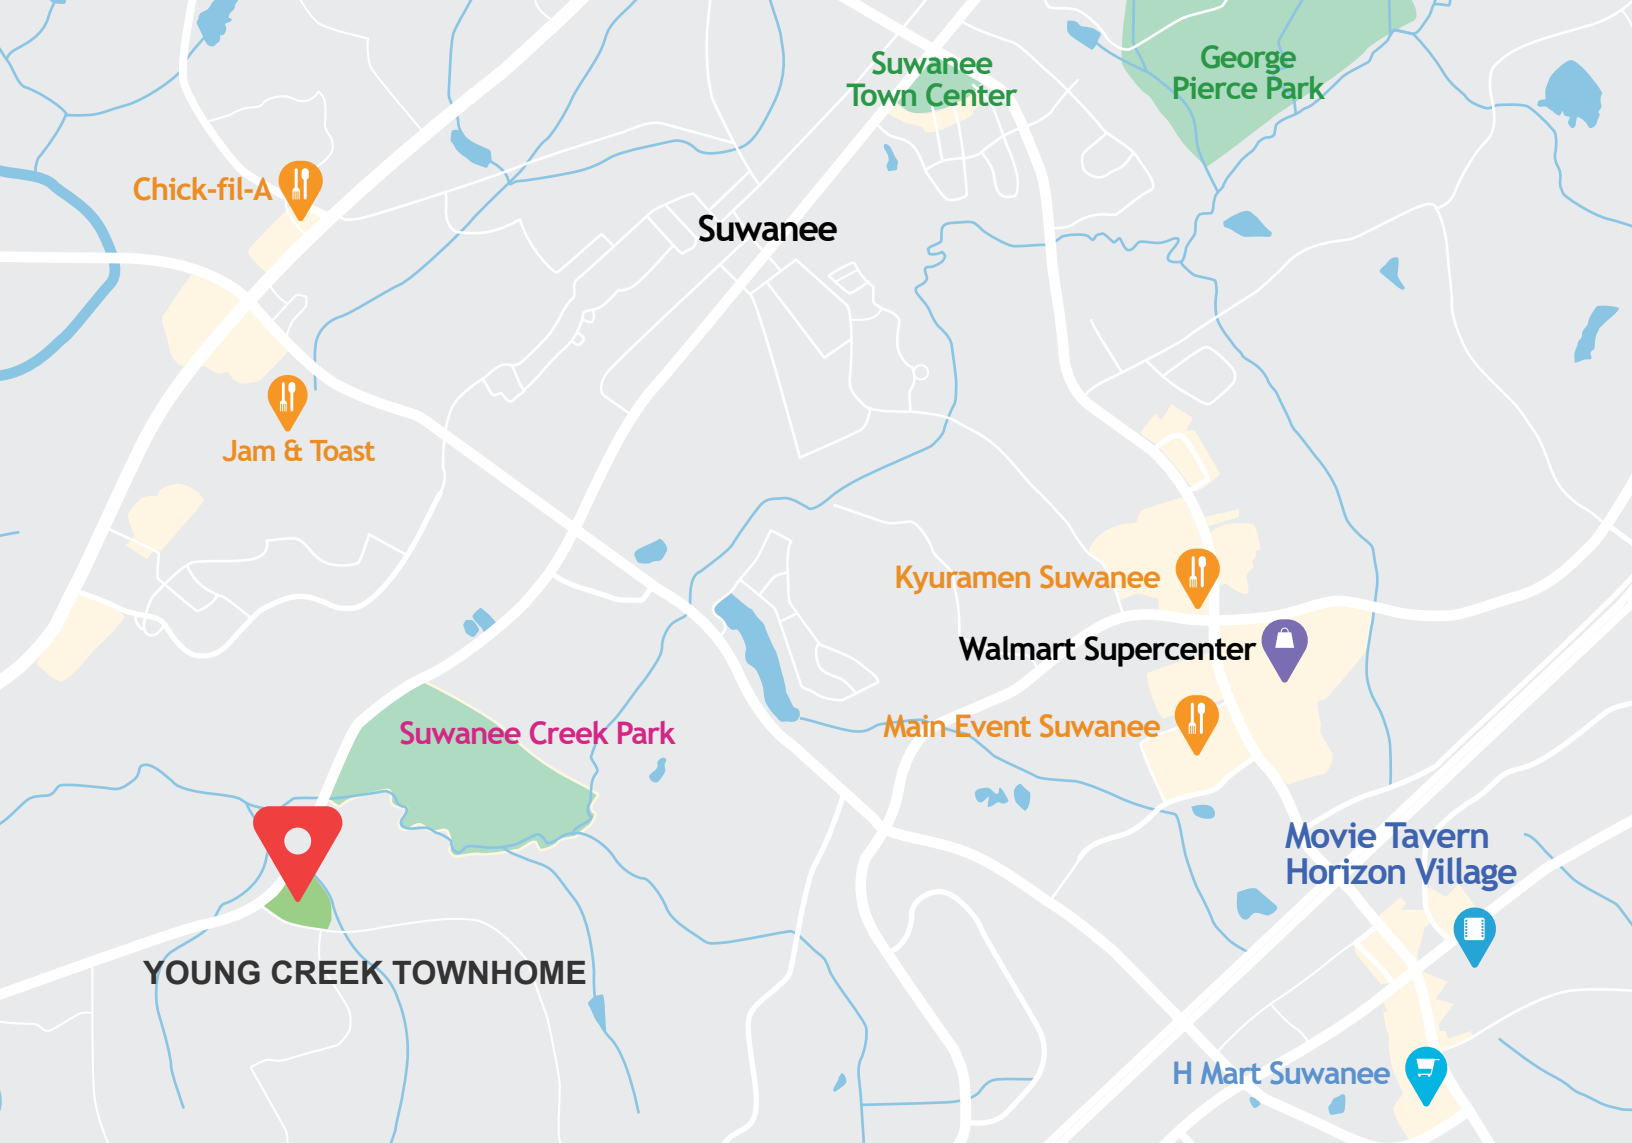 Suwanee
Town Center
George
Pierce Park
Chick-fil-A
Suwanee
Jam & Toast
Kyuramen Suwanee
Walmart Supercenter
Main Event Suwanee
Suwanee Creek Park
Movie Tavern
Horizon Village
YOUNG CREEK TOWNHOME
H Mart Suwanee